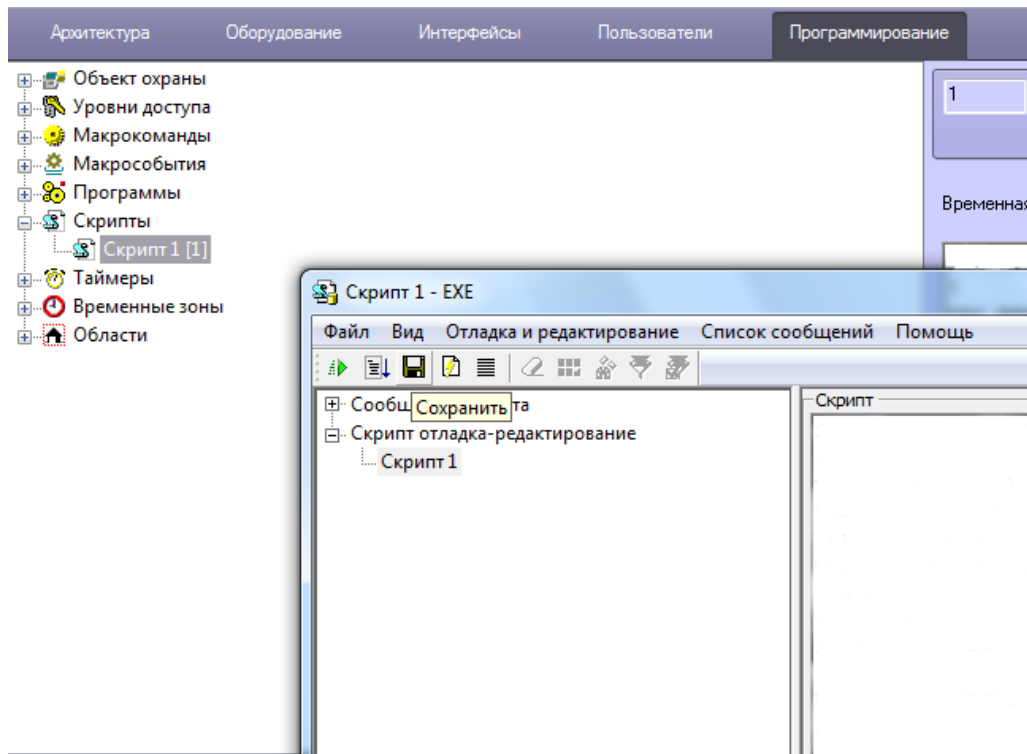 Архитектура Оборудование Интерфейсы Пользователи Программирование
Объект охраны
Уровни доступа
Макрокоманды
Макрособытия
Программы
Скрипты
Скрипт 1 [1]
Таймеры
Временные зоны
Области
1
Временная
Скрипт 1 - EXE
Файл Вид Отладка и редактирование Список сообщений Помощь
Сообщ та
Сохранить
Скрипт отладка-редактирование
Скрипт 1
Скрипт